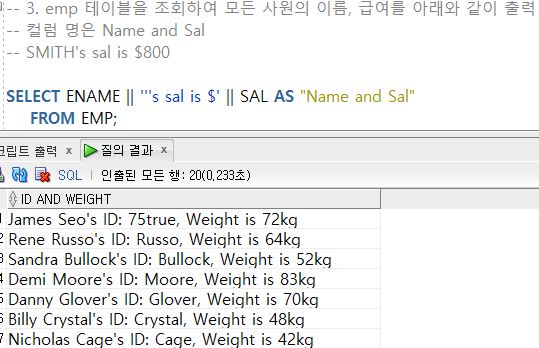 -- 3. emp 테이블을 조회하여 모든 사원의 이름, 급여를 아래와 같이 출력
-- 컬럼 명은 Name and Sal
-- SMITH's sal is $800
SELECT ENAME || '''s sal is $' || SAL AS "Name and Sal"
FROM EMP;
크립트 출력 x 질의 결과 x
SQL | 인출된 모든 행: 20(0,233초)
ID AND WEIGHT
1 James Seo's ID: 75true, Weight is 72kg
2 Rene Russo's ID: Russo, Weight is 64kg
3 Sandra Bullock's ID: Bullock, Weight is 52kg
4 Demi Moore's ID: Moore, Weight is 83kg
5 Danny Glover's ID: Glover, Weight is 70kg
6 Billy Crystal's ID: Crystal, Weight is 48kg
7 Nicholas Cage's ID: Cage, Weight is 42kg